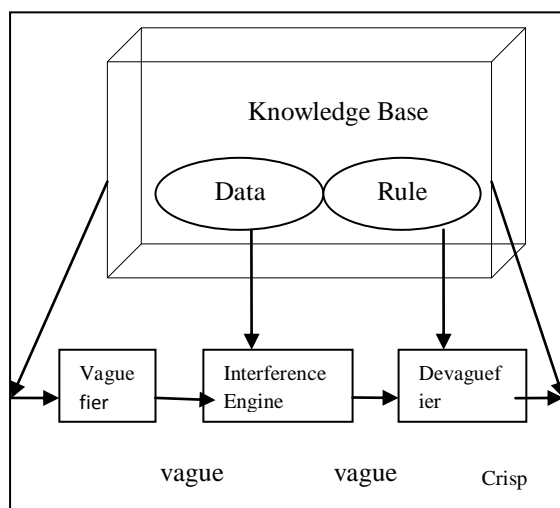 Knowledge Base
Data
Rule
Vague
fier
Interference
Engine
Devaguef
ier
vague
vague
Crisp